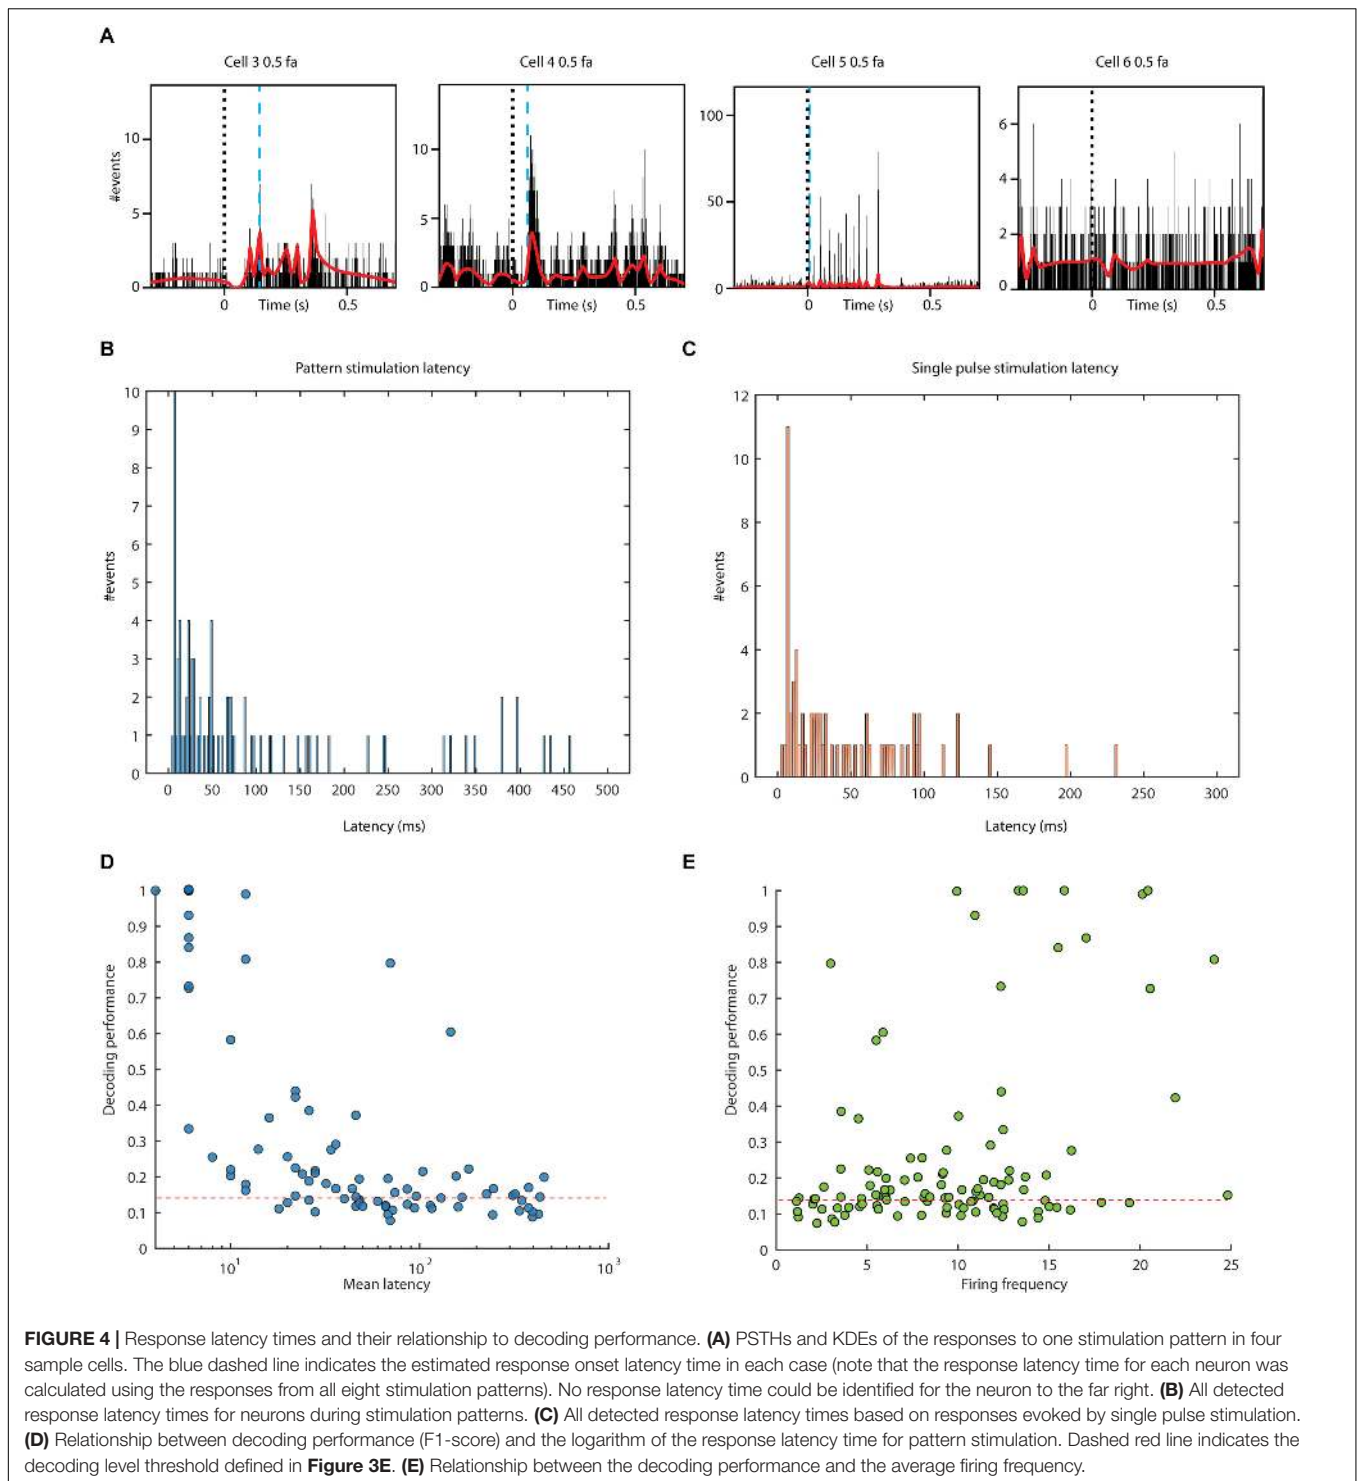 A
Cell 3 0.5 fa
Cell 4 0.5 fa
Cell 5 0.5 fa
Cell 6 0.5 fa
#events
10
5
0
0
Time (s)
0.5
10
5
0
0
Time (s)
0.5
100
50
0
0
Time (s)
0.5
6
4
2
0
0
Time (s)
0.5
B
Pattern stimulation latency
#events
10
9
8
7
6
5
4
3
2
1
0
0 50 100 150 200 250 300 350 400 450 500
Latency (ms)
C
Single pulse stimulation latency
#events
12
10
8
6
4
2
0
0 50 100 150 200 250 300
Latency (ms)
D
Decoding performance
1
0.9
0.8
0.7
0.6
0.5
0.4
0.3
0.2
0.1
0
10¹ 10² 10³
Mean latency
E
Decoding performance
1
0.9
0.8
0.7
0.6
0.5
0.4
0.3
0.2
0.1
0
0 5 10 15 20 25
Firing frequency
FIGURE 4 | Response latency times and their relationship to decoding performance. (A) PSTHs and KDEs of the responses to one stimulation pattern in four
sample cells. The blue dashed line indicates the estimated response onset latency time in each case (note that the response latency time for each neuron was
calculated using the responses from all eight stimulation patterns). No response latency time could be identified for the neuron to the far right. (B) All detected
response latency times for neurons during stimulation patterns. (C) All detected response latency times based on responses evoked by single pulse stimulation.
(D) Relationship between decoding performance (F1-score) and the logarithm of the response latency time for pattern stimulation. Dashed red line indicates the
decoding level threshold defined in Figure 3E. (E) Relationship between the decoding performance and the average firing frequency.